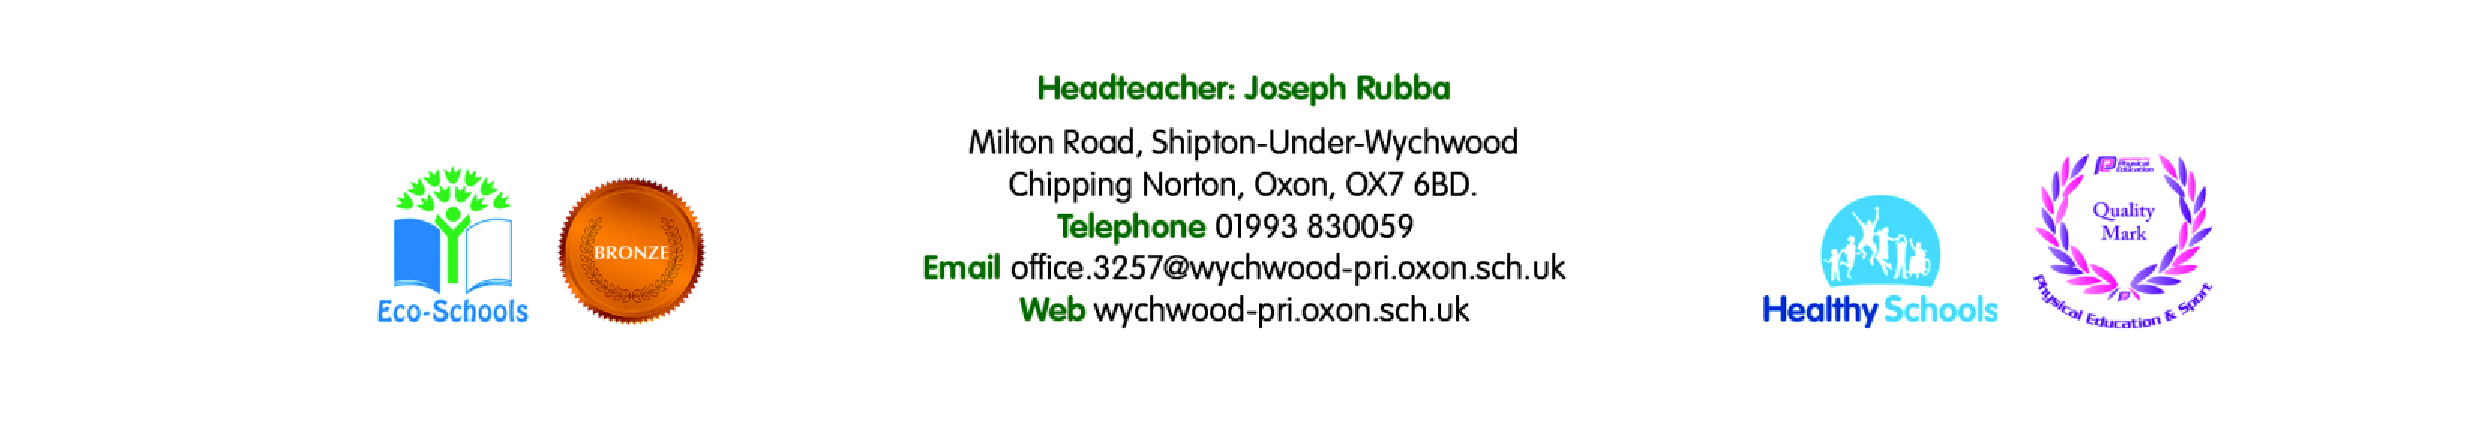 Headteacher: Joseph Rubba
Milton Road, Shipton-Under-Wychwood
Chipping Norton, Oxon, OX7 6BD.
Telephone 01993 830059
Email office.3257@wychwood-pri.oxon.sch.uk
Web wychwood-pri.oxon.sch.uk
Eco-Schools
BRONZE
Healthy Schools
Physical
Education
Quality
Mark
Physical Education & Sport